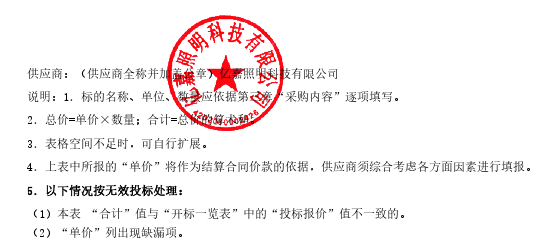 供应商：（供应商全称并加盖公章）亿嘉照明科技有限公司
说明：1. 标的名称、单位、数量应依据第 章“采购内容”逐项填写。
2. 总价=单价×数量；合计=总价的算术和。
3. 表格空间不足时，可自行扩展。
4. 上表中所报的“单价”将作为结算合同价款的依据，供应商须综合考虑各方面因素进行填报。
5. 以下情况按无效投标处理：
（1）本表 “合计”值与“开标一览表”中的“投标报价”值不一致的。
（2）“单价”列出现缺漏项。
亿嘉照明科技有限公司